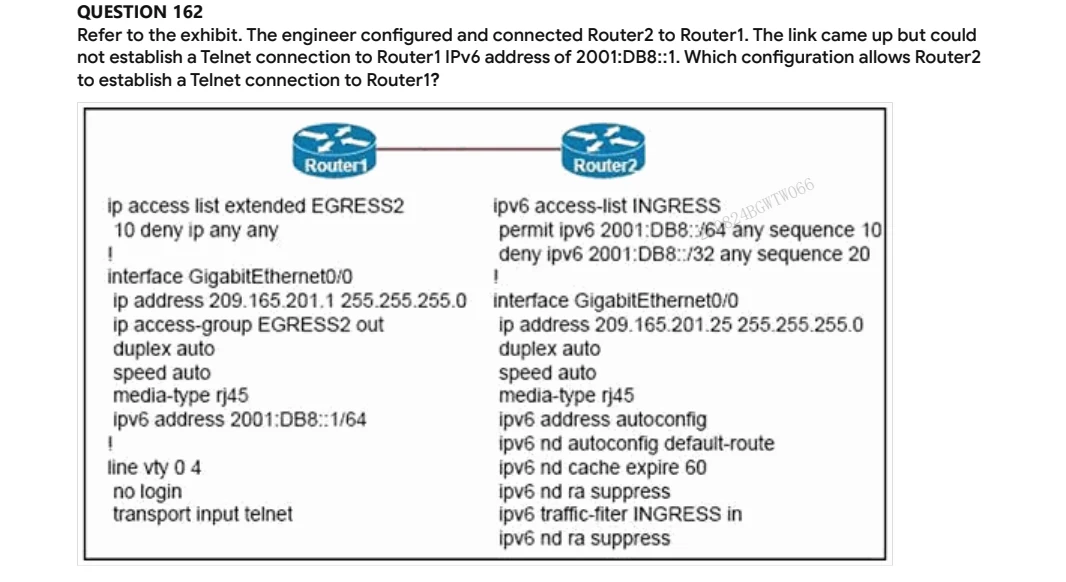 QUESTION 162
Refer to the exhibit. The engineer configured and connected Router2 to Router1. The link came up but could
not establish a Telnet connection to Router1 IPv6 address of 2001:DB8::1. Which configuration allows Router2
to establish a Telnet connection to Router1?
Router1
Router2
ip access list extended EGRESS2
10 deny ip any any
!
interface GigabitEthernet0/0
ip address 209.165.201.1 255.255.255.0
ip access-group EGRESS2 out
duplex auto
speed auto
media-type rj45
ipv6 address 2001:DB8::1/64
!
line vty 0 4
no login
transport input telnet
ipv6 access-list INGRESS
permit ipv6 2001:DB8::/64 any sequence 10
deny ipv6 2001:DB8::/32 any sequence 20
!
interface GigabitEthernet0/0
ip address 209.165.201.25 255.255.255.0
duplex auto
speed auto
media-type rj45
ipv6 address autoconfig
ipv6 nd autoconfig default-route
ipv6 nd cache expire 60
ipv6 nd ra suppress
ipv6 traffic-fiter INGRESS in
ipv6 nd ra suppress